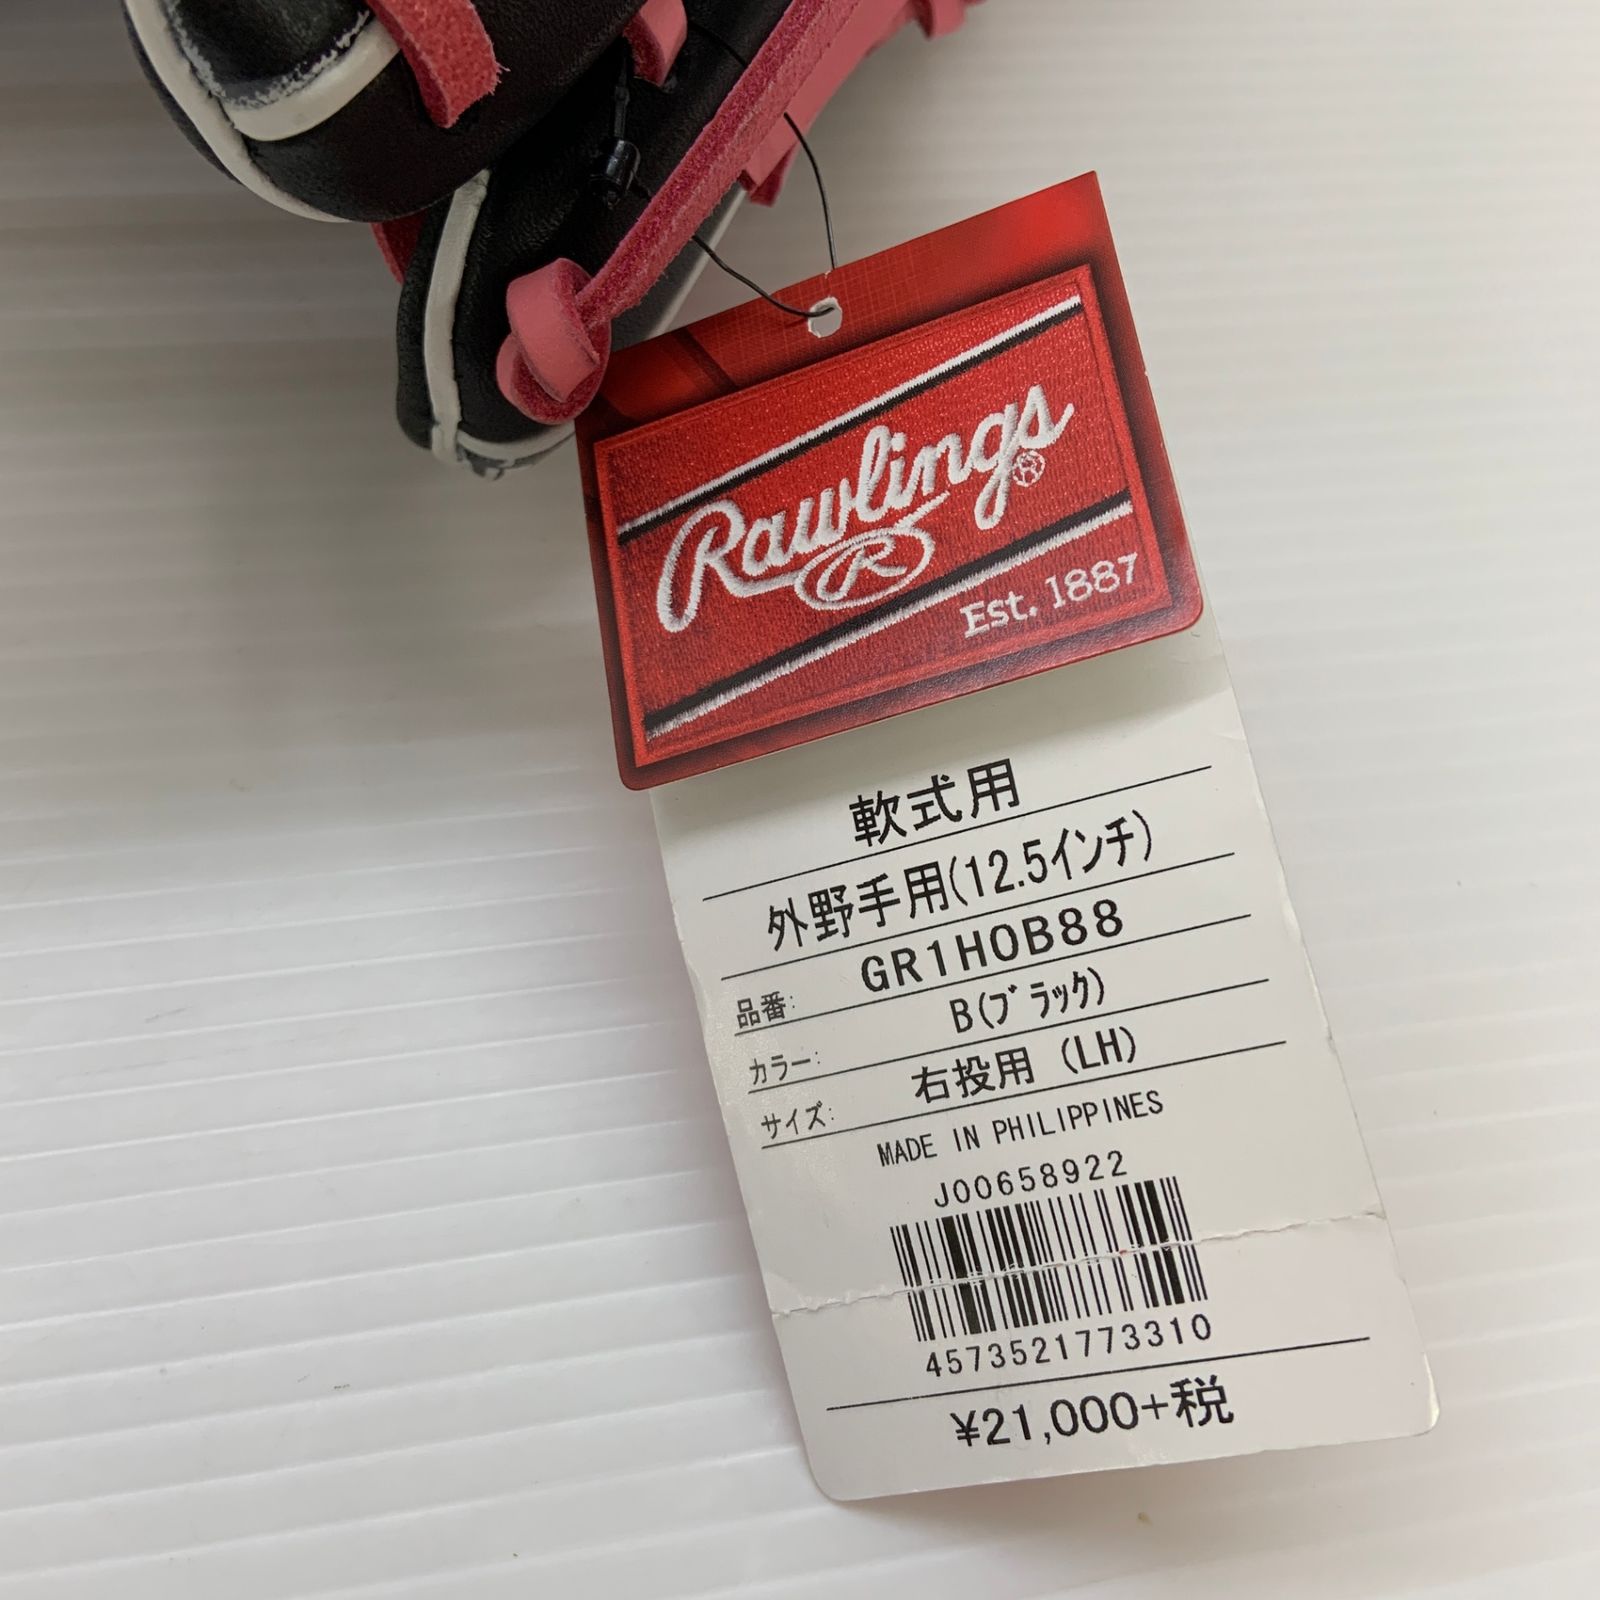 Rawlings®
R
Est. 1887
軟式用
外野手用(12.5インチ)
品番: GR1HOB88
カラー: B(ブラック)
サイズ: 右投用 (LH)
MADE IN PHILIPPINES
J00658922
4573521773310
¥21,000+税